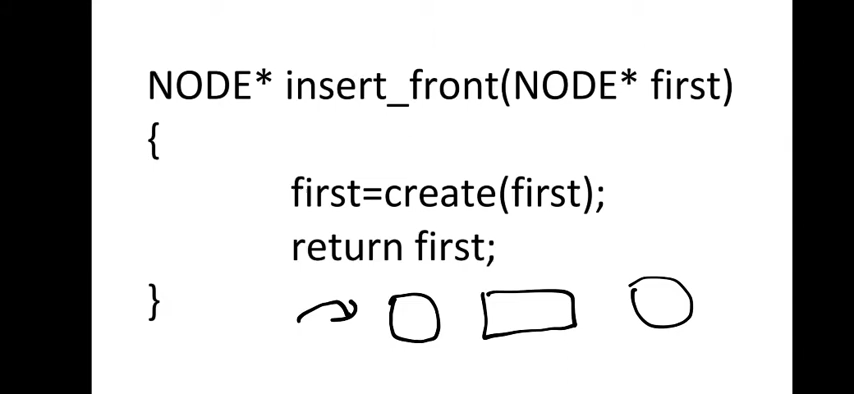 NODE* insert_front(NODE* first)
{
first=create(first);
return first;
}